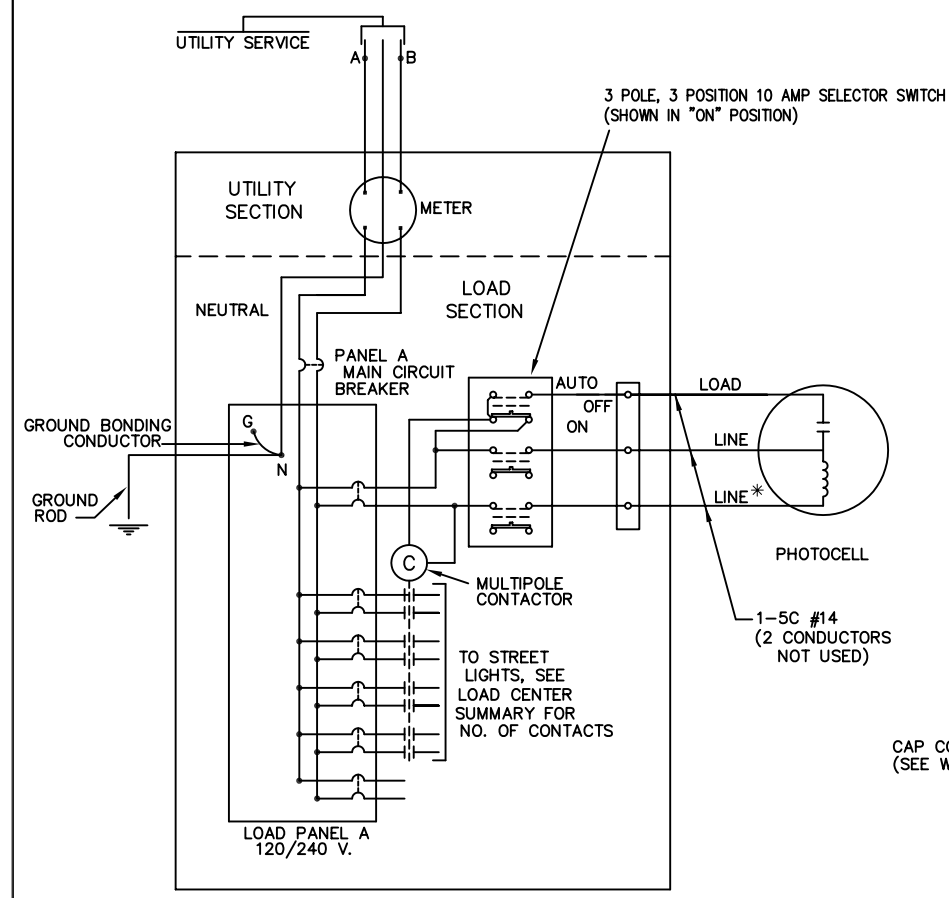 UTILITY SERVICE
A
B
3 POLE, 3 POSITION 10 AMP SELECTOR SWITCH
(SHOWN IN "ON" POSITION)
UTILITY
SECTION
METER
NEUTRAL
LOAD
SECTION
PANEL A
MAIN CIRCUIT
BREAKER
AUTO
OFF
ON
LOAD
LINE
LINE*
G
N
GROUND BONDING
CONDUCTOR
GROUND
ROD
PHOTOCELL
C
MULTIPOLE
CONTACTOR
1-5C #14
(2 CONDUCTORS
NOT USED)
TO STREET
LIGHTS, SEE
LOAD CENTER
SUMMARY FOR
NO. OF CONTACTS
LOAD PANEL A
120/240 V.
CAP
(SEE